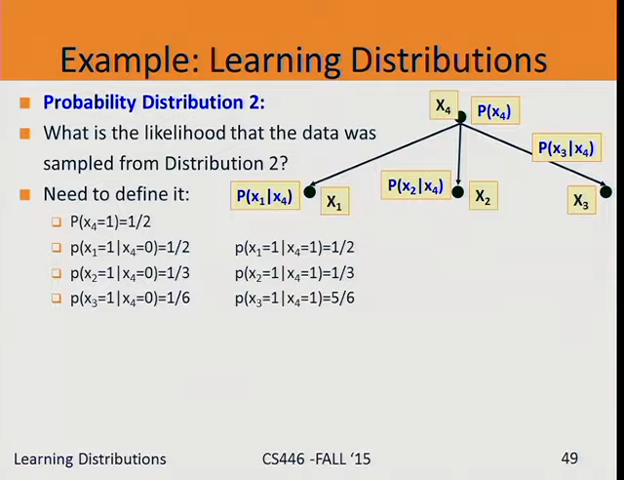 Example: Learning Distributions
Probability Distribution 2:
What is the likelihood that the data was
sampled from Distribution 2?
Need to define it:
P(x₄=1)=1/2
p(x₁=1|x₄=0)=1/2 p(x₁=1|x₄=1)=1/2
p(x₂=1|x₄=0)=1/3 p(x₂=1|x₄=1)=1/3
p(x₃=1|x₄=0)=1/6 p(x₃=1|x₄=1)=5/6
X₄ P(x₄)
P(x₃|x₄)
P(x₁|x₄) X₁ P(x₂|x₄) X₂ X₃
Learning Distributions CS446 -FALL ‘15 49